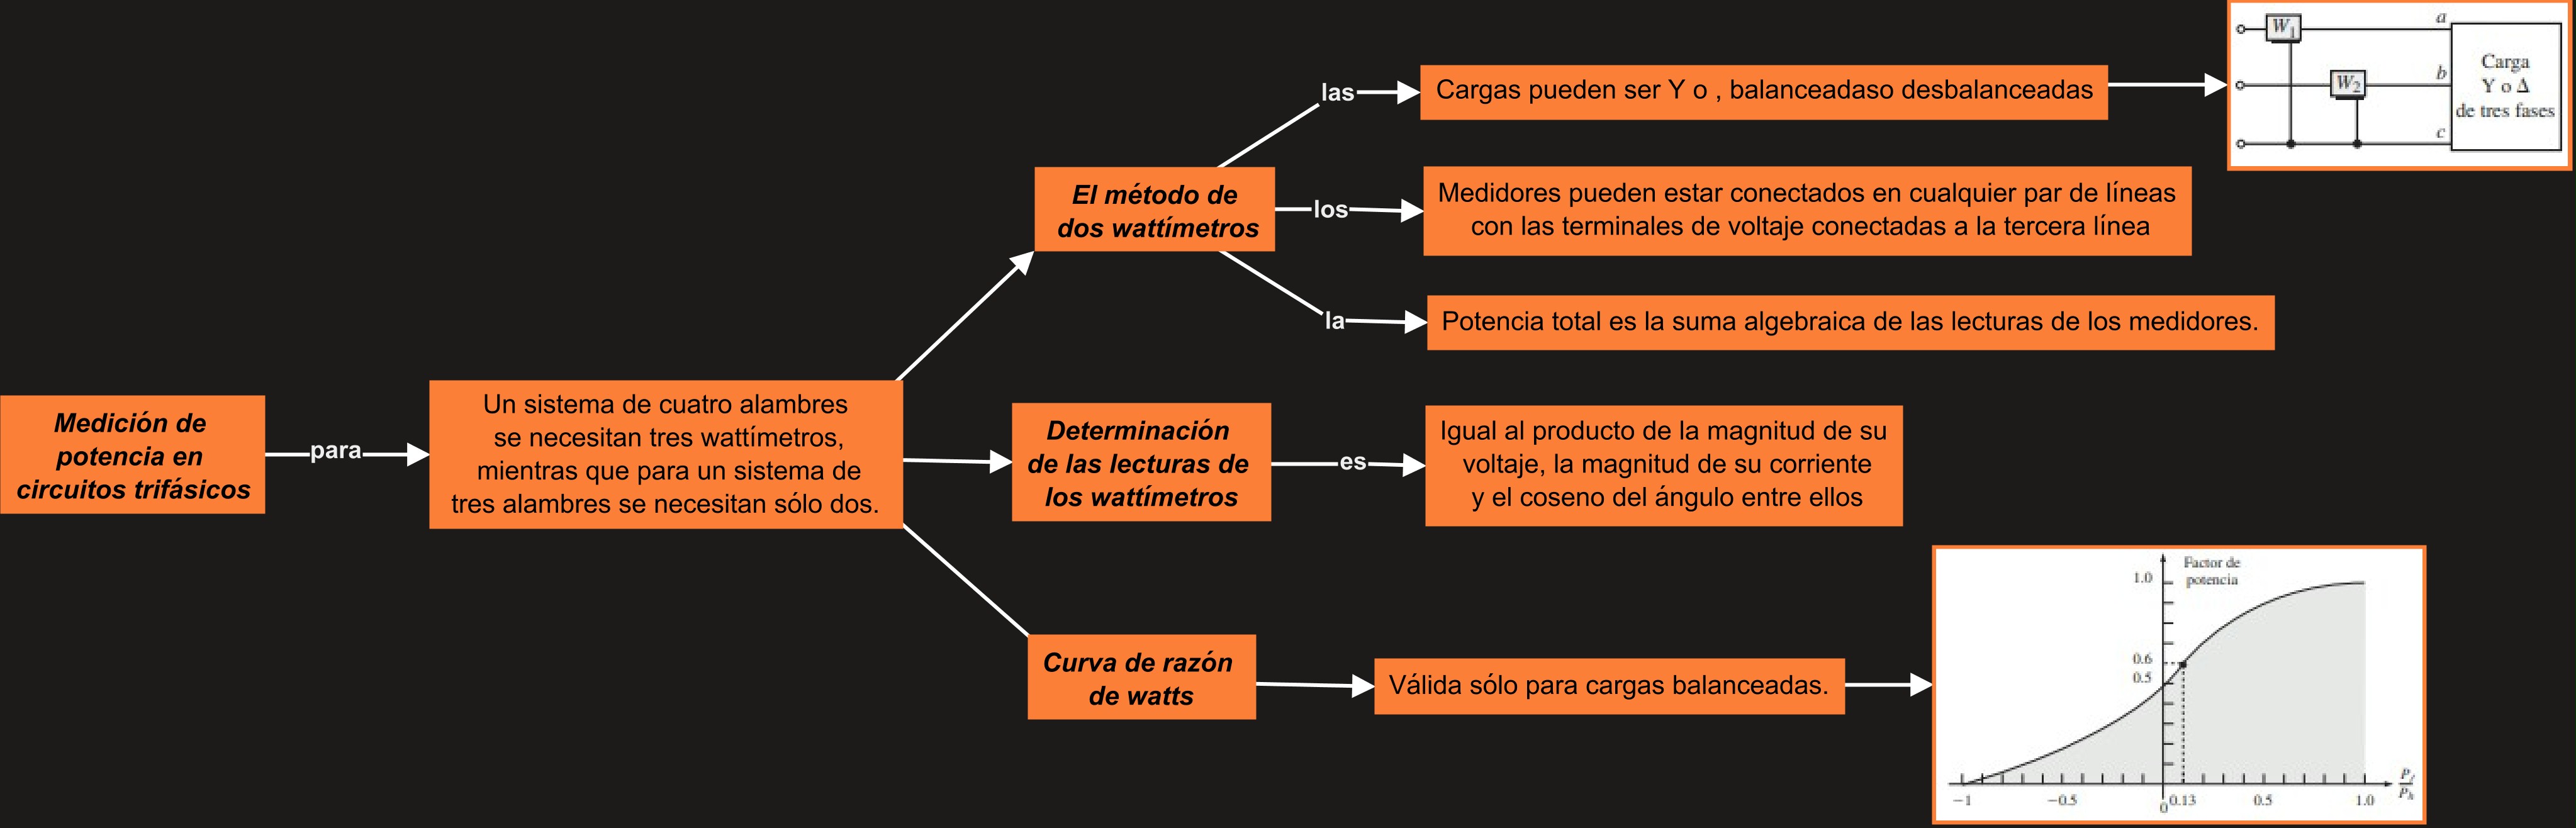 Medición de
potencia en
circuitos trifásicos
para
Un sistema de cuatro alambres
se necesitan tres wattímetros,
mientras que para un sistema de
tres alambres se necesitan sólo dos.
El método de
dos wattímetros
las
Cargas pueden ser Y o , balanceadaso desbalanceadas
W1
a
W2
b
c
Carga
Y o Δ
de tres fases
los
Medidores pueden estar conectados en cualquier par de líneas
con las terminales de voltaje conectadas a la tercera línea
la
Potencia total es la suma algebraica de las lecturas de los medidores.
Determinación
de las lecturas de
los wattímetros
es
Igual al producto de la magnitud de su
voltaje, la magnitud de su corriente
y el coseno del ángulo entre ellos
Curva de razón
de watts
Válida sólo para cargas balanceadas.
Factor de
potencia
1.0
0.6
0.5
−1
−0.5
0
0.13
0.5
1.0
Pl
Ph